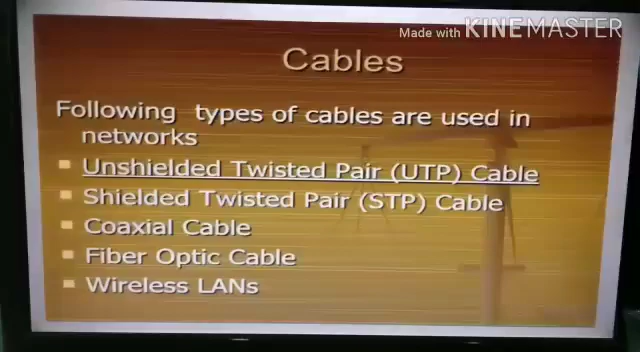 Made with KINEMASTER
Cables
Following types of cables are used in
networks
Unshielded Twisted Pair (UTP) Cable
Shielded Twisted Pair (STP) Cable
Coaxial Cable
Fiber Optic Cable
Wireless LANs